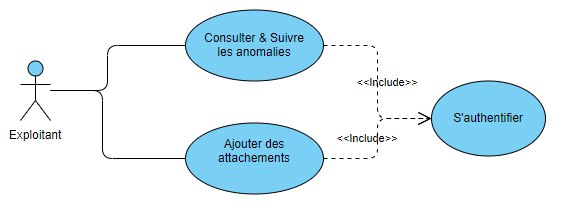 Consulter & Suivre
les anomalies
<<Include>>
Exploitant
S'authentifier
<<Include>>
Ajouter des
attachements